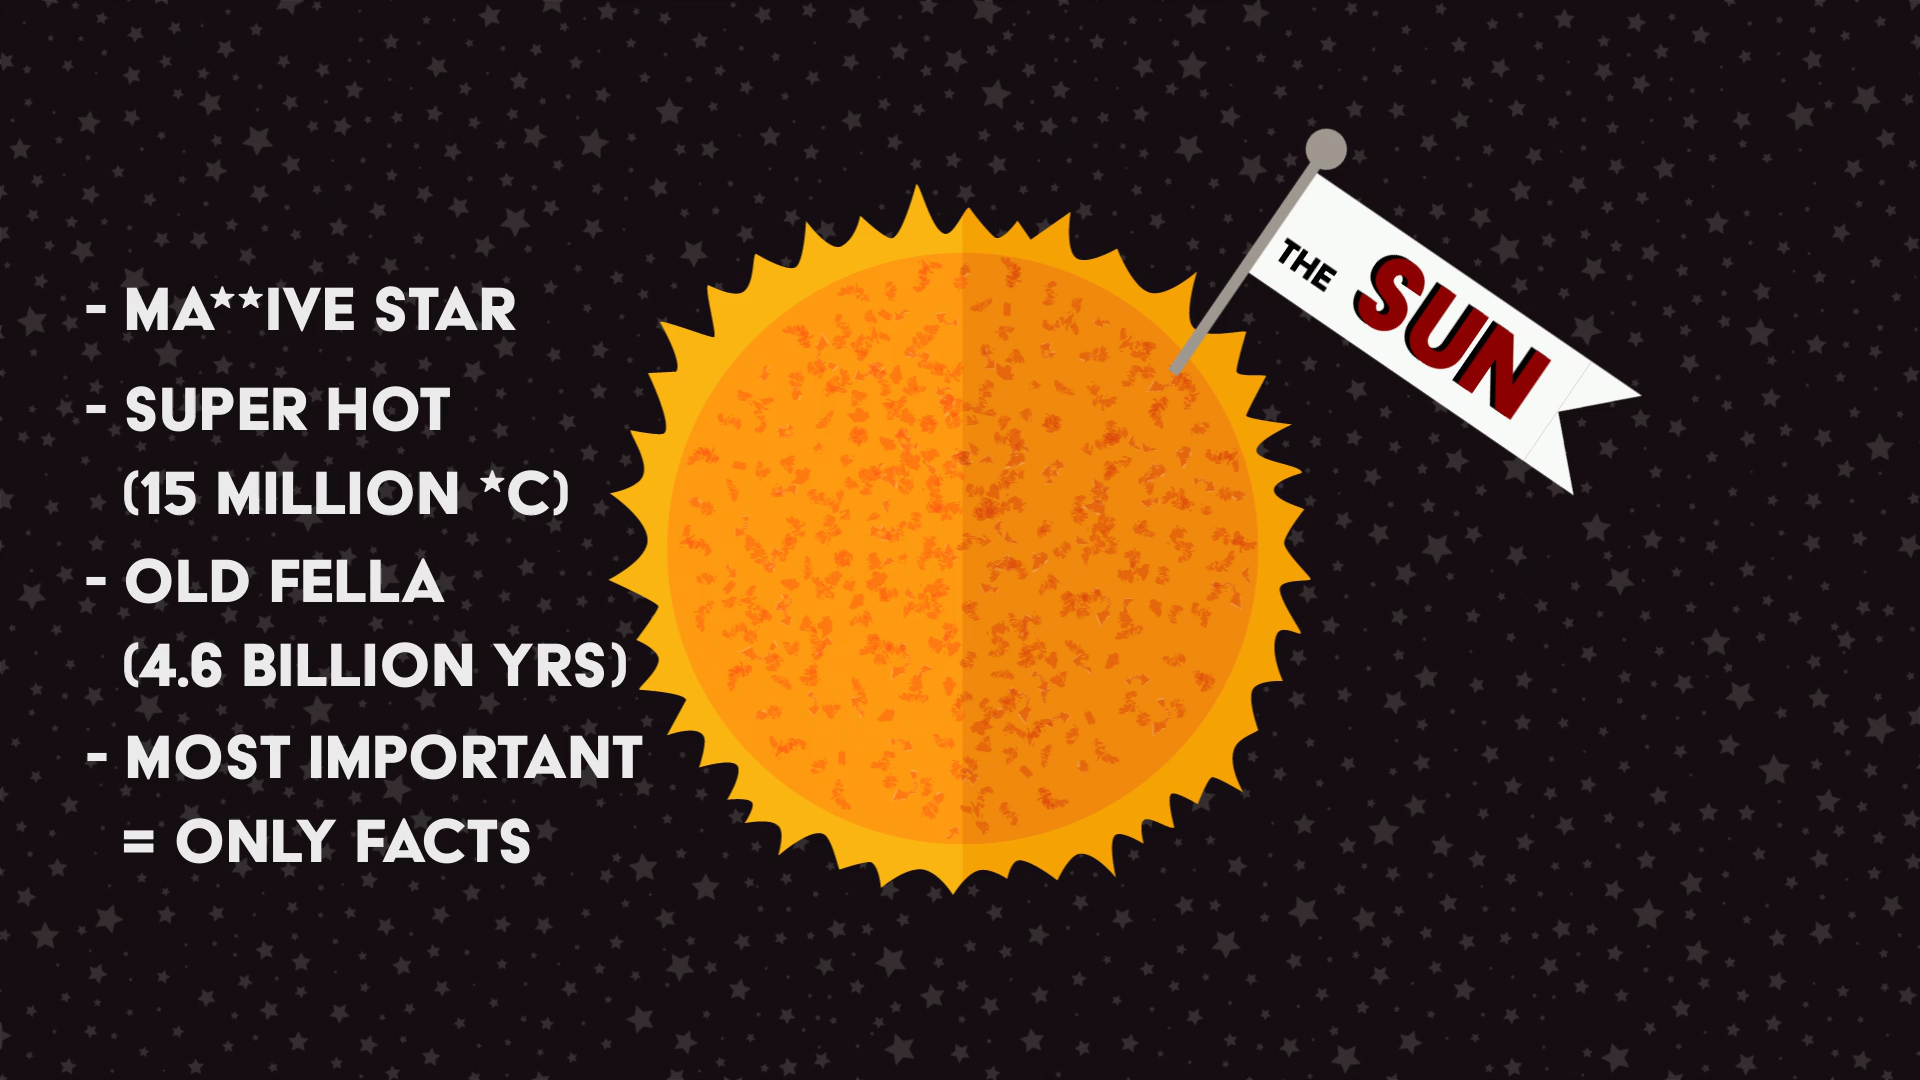 - MA**IVE STAR
- SUPER HOT
(15 MILLION *C)
- OLD FELLA
(4.6 BILLION YRS)
- MOST IMPORTANT
= ONLY FACTS
THE SUN